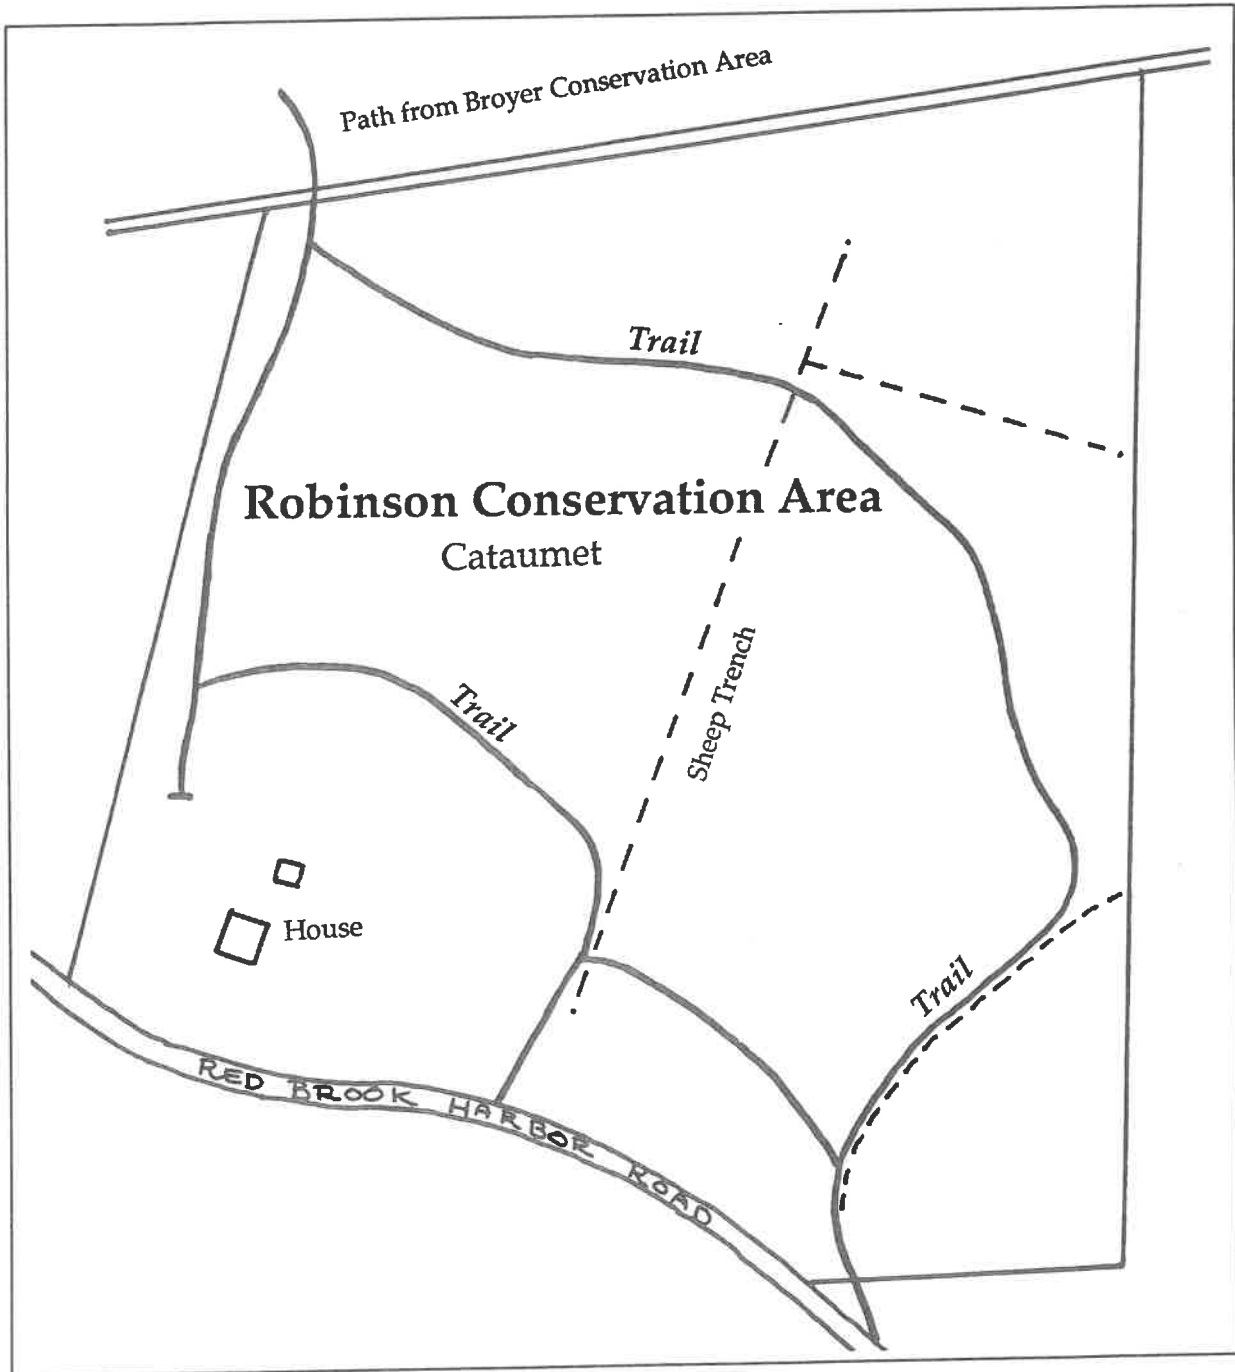 Path from Broyer Conservation Area
Trail
Robinson Conservation Area
Cataumet
Sheep Trench
Trail
House
Trail
RED BROOK HARBOR ROAD